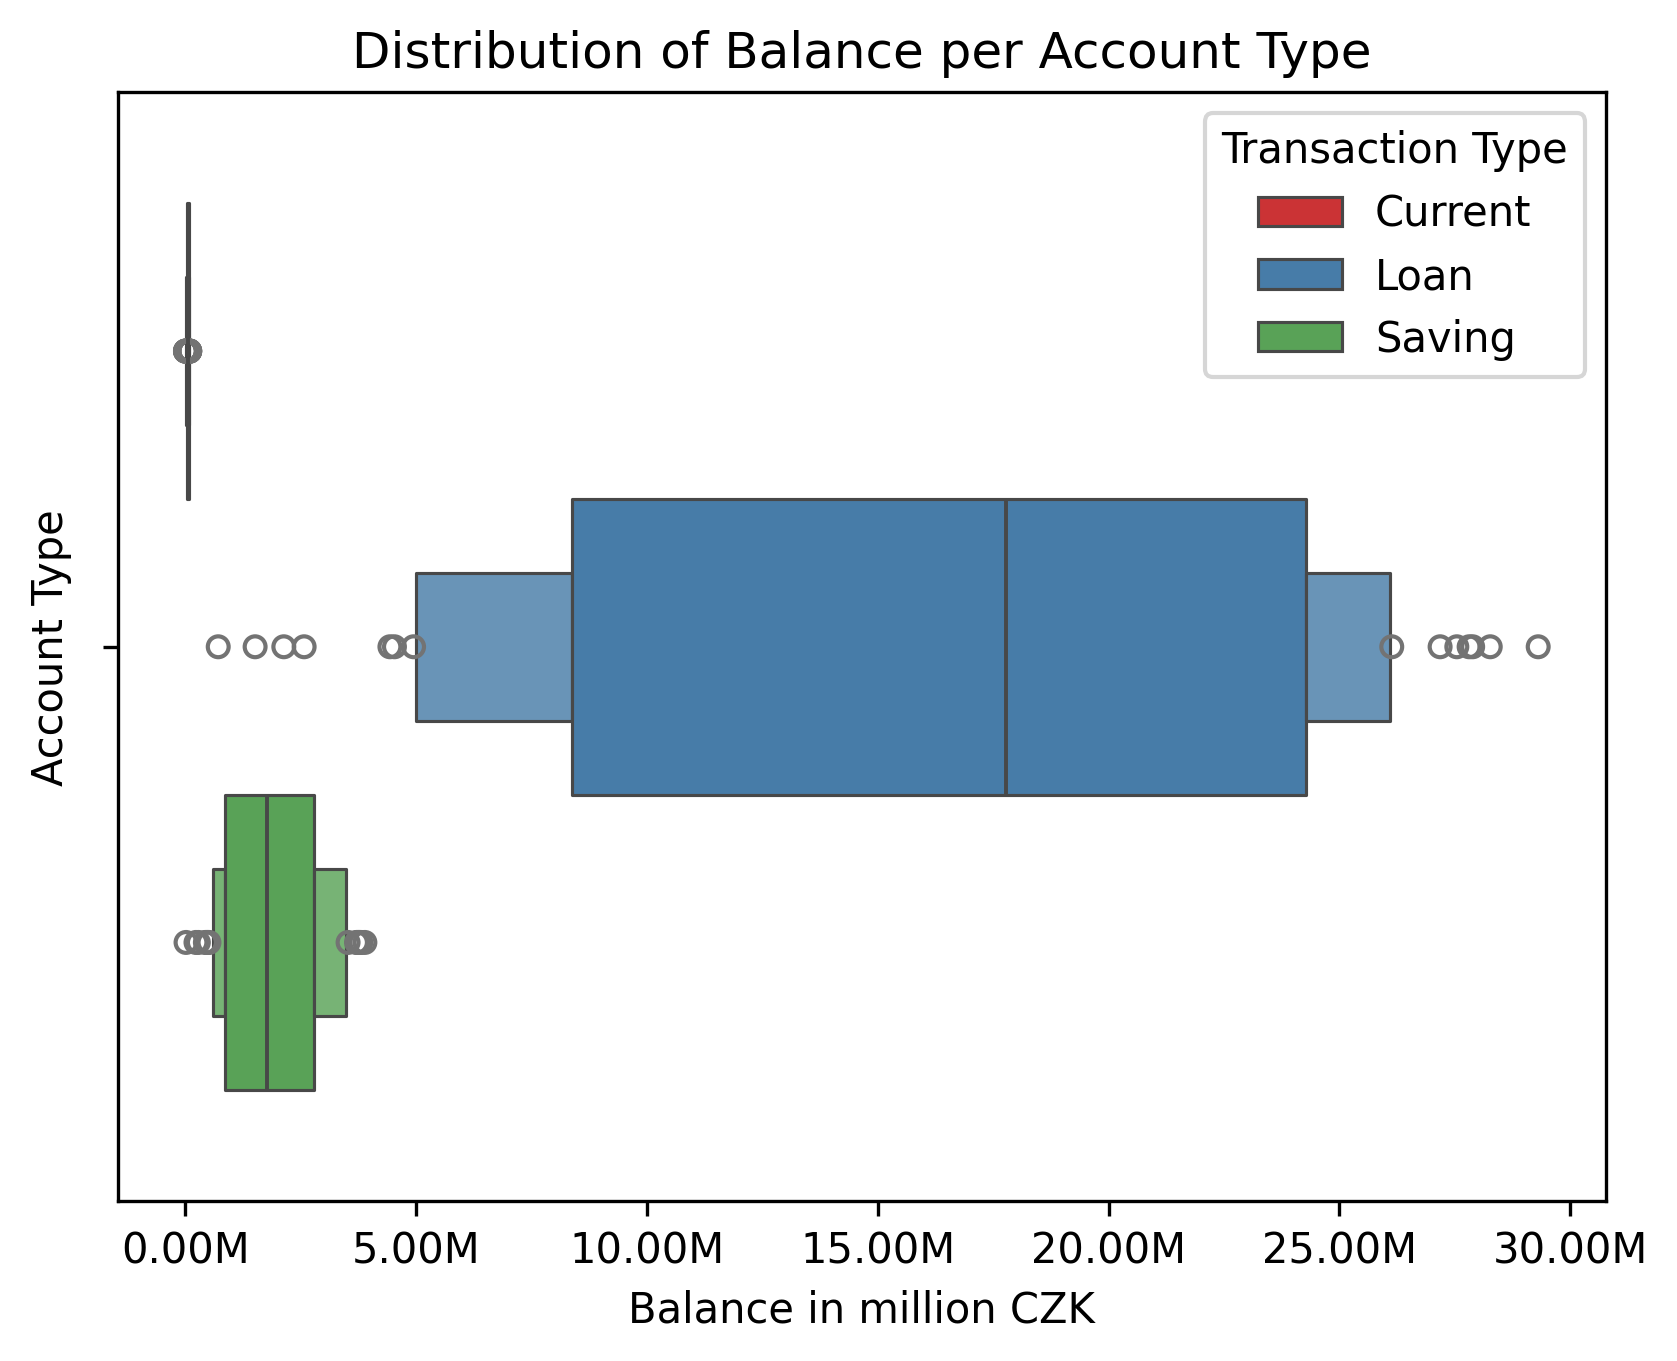 Distribution of Balance per Account Type
Transaction Type
Current
Loan
Saving
Account Type
0.00M 5.00M 10.00M 15.00M 20.00M 25.00M 30.00M
Balance in million CZK